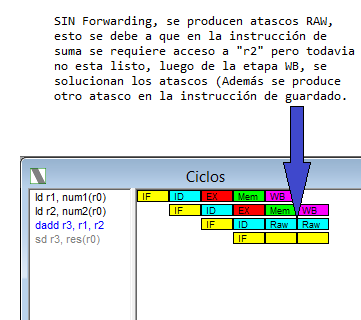 SIN Forwarding, se producen atascos RAW,
esto se debe a que en la instrucción de
suma se requiere acceso a "r2" pero todavia
no esta listo, luego de la etapa WB, se
solucionan los atascos (Además se produce
otro atasco en la instrucción de guardado.
Ciclos
ld r1, num1(r0) IF ID EX Mem WB
ld r2, num2(r0) IF ID EX Mem WB
dadd r3, r1, r2 IF ID Raw Raw
sd r3, res(r0) IF